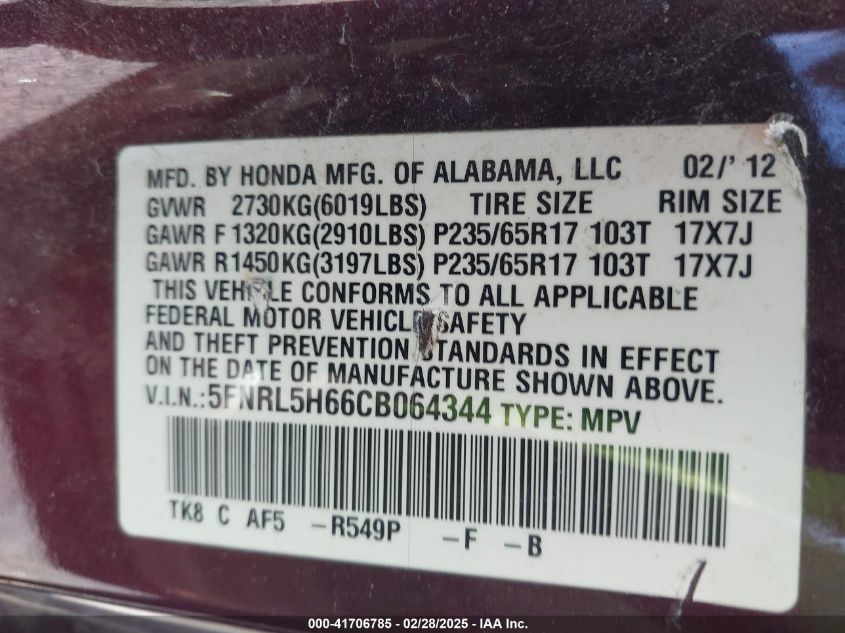 MFD. BY HONDA MFG. OF ALABAMA, LLC 02/' 12
GVWR 2730KG(6019LBS) TIRE SIZE RIM SIZE
GAWR F 1320KG(2910LBS) P235/65R17 103T 17X7J
GAWR R1450KG(3197LBS) P235/65R17 103T 17X7J
THIS VEHICLE CONFORMS TO ALL APPLICABLE
FEDERAL MOTOR VEHICLE SAFETY
AND THEFT PREVENTION STANDARDS IN EFFECT
ON THE DATE OF MANUFACTURE SHOWN ABOVE.
V.I.N.:5FNRL5H66CB064344 TYPE: MPV
TK8 C AF5 -R549P -F -B
000-41706785 - 02/28/2025 - IAA Inc.